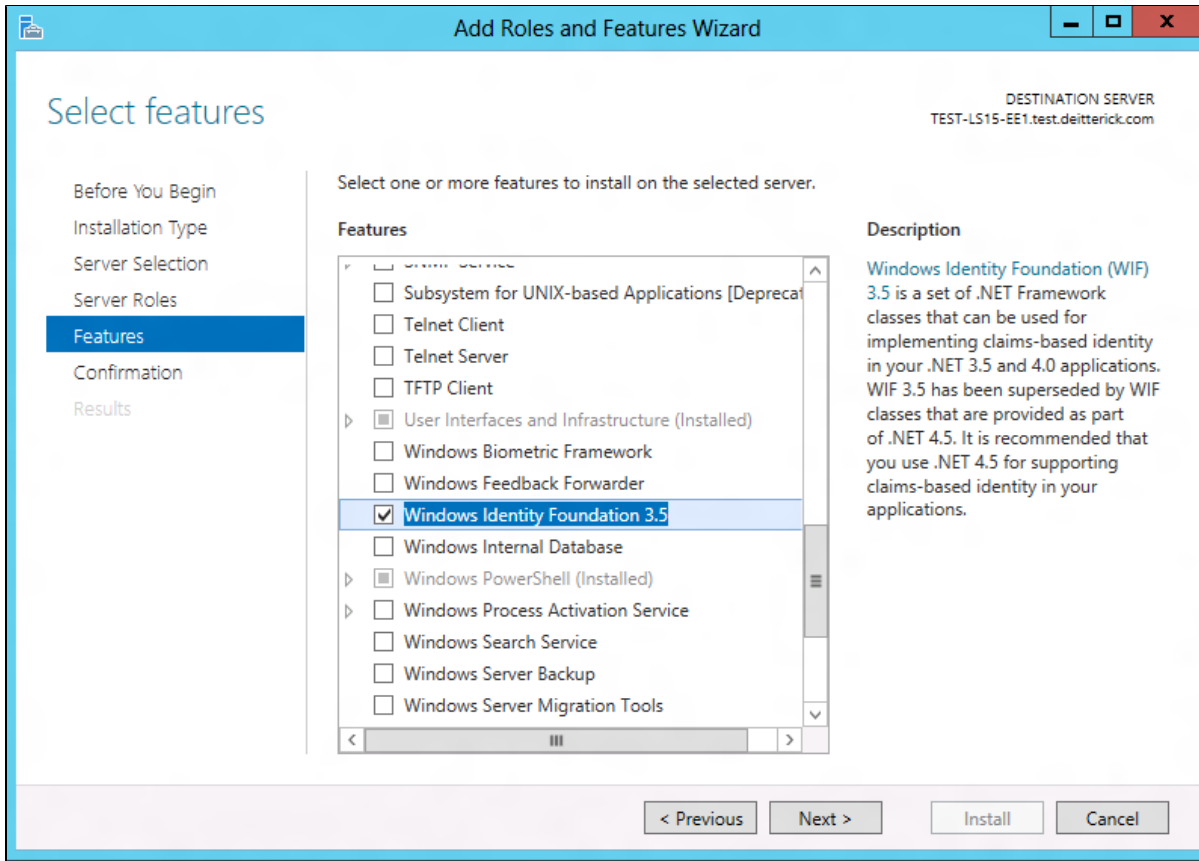 Add Roles and Features Wizard
Select features
DESTINATION SERVER
TEST-LS15-EE1.test.deitterick.com
Before You Begin
Installation Type
Server Selection
Server Roles
Features
Confirmation
Results
Select one or more features to install on the selected server.
Features
SNMP Service
Subsystem for UNIX-based Applications [Deprecat
Telnet Client
Telnet Server
TFTP Client
User Interfaces and Infrastructure (Installed)
Windows Biometric Framework
Windows Feedback Forwarder
Windows Identity Foundation 3.5
Windows Internal Database
Windows PowerShell (Installed)
Windows Process Activation Service
Windows Search Service
Windows Server Backup
Windows Server Migration Tools
Description
Windows Identity Foundation (WIF)
3.5 is a set of .NET Framework
classes that can be used for
implementing claims-based identity
in your .NET 3.5 and 4.0 applications.
WIF 3.5 has been superseded by WIF
classes that are provided as part
of .NET 4.5. It is recommended that
you use .NET 4.5 for supporting
claims-based identity in your
applications.
< Previous
Next >
Install
Cancel